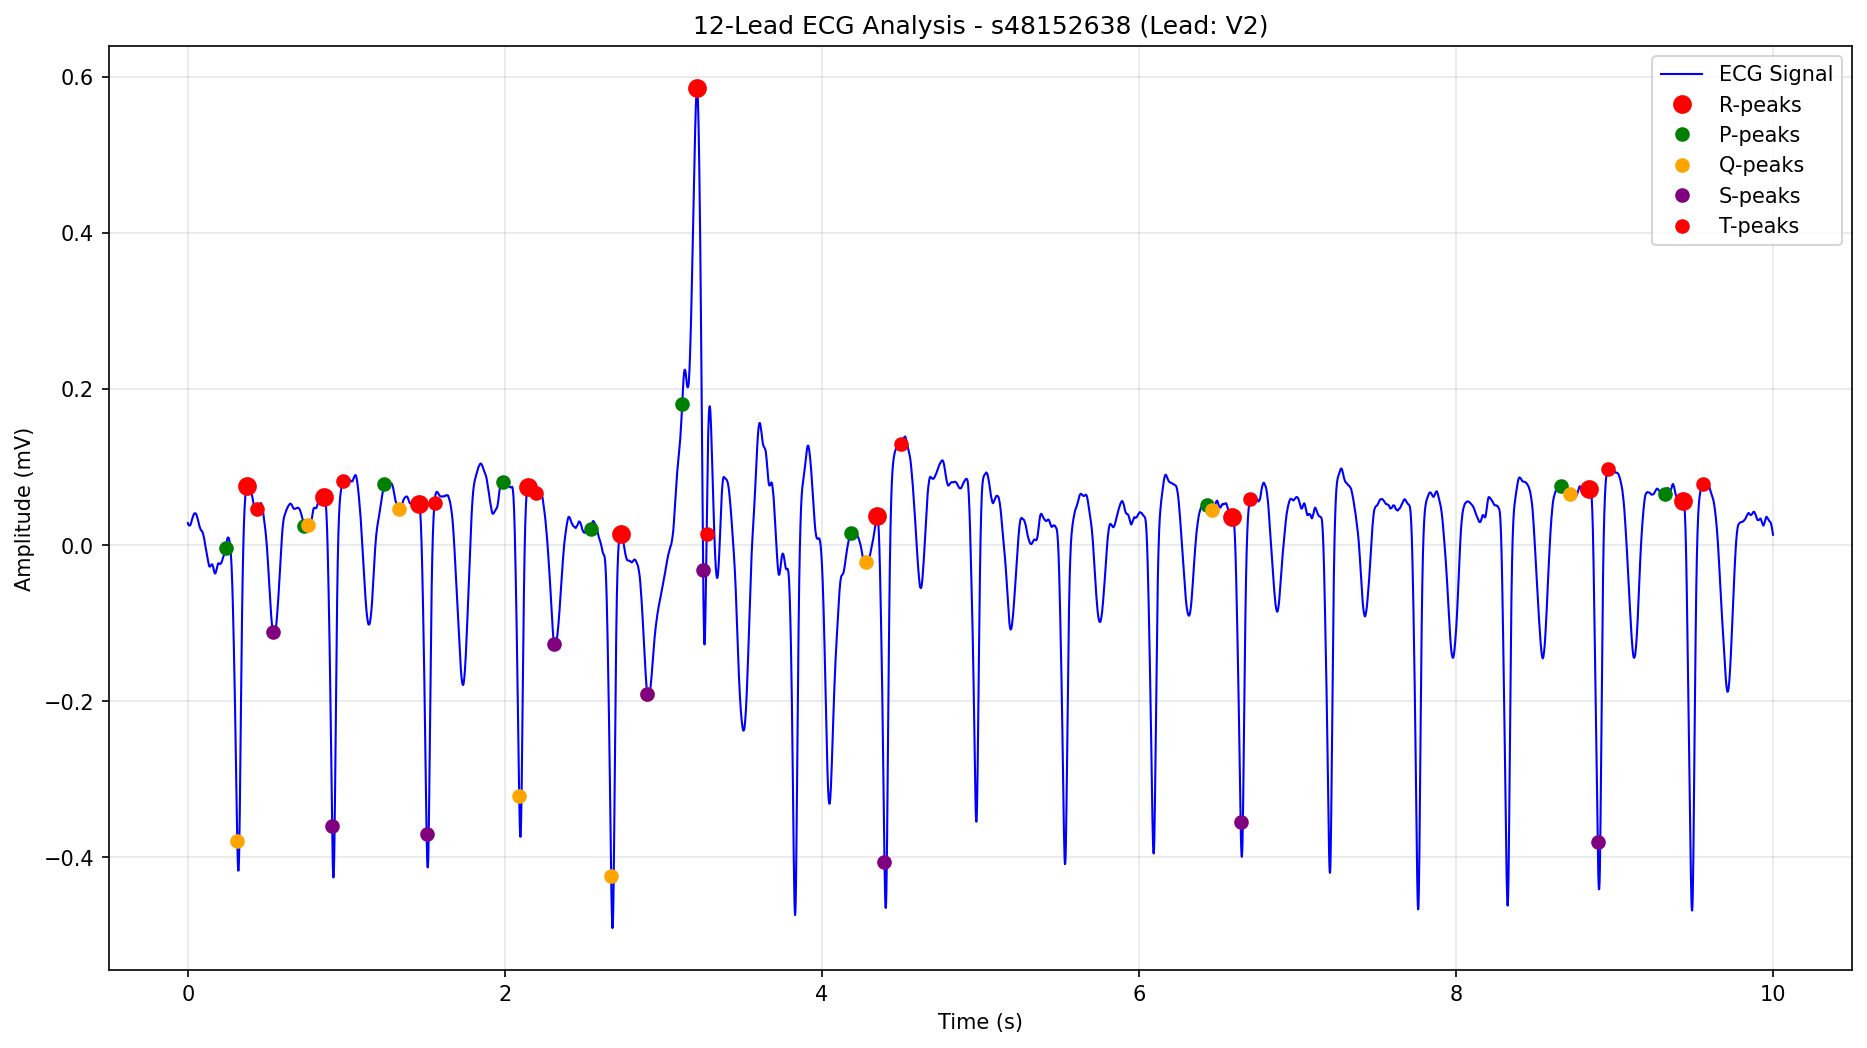 12-Lead ECG Analysis - s48152638 (Lead: V2)
ECG Signal
R-peaks
P-peaks
Q-peaks
S-peaks
T-peaks
Amplitude (mV)
0.6
0.4
0.2
0.0
−0.2
−0.4
0 2 4 6 8 10
Time (s)